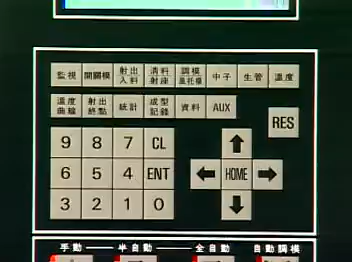 監視 開關模 射出入料 清料射座 調模 中子 生管 溫度
溫度曲線 射出終點 統計 成型記錄 資料 AUX
RES
9 8 7 CL
6 5 4 ENT HOME
3 2 1 0
手動 半自動 全自動 自動調模